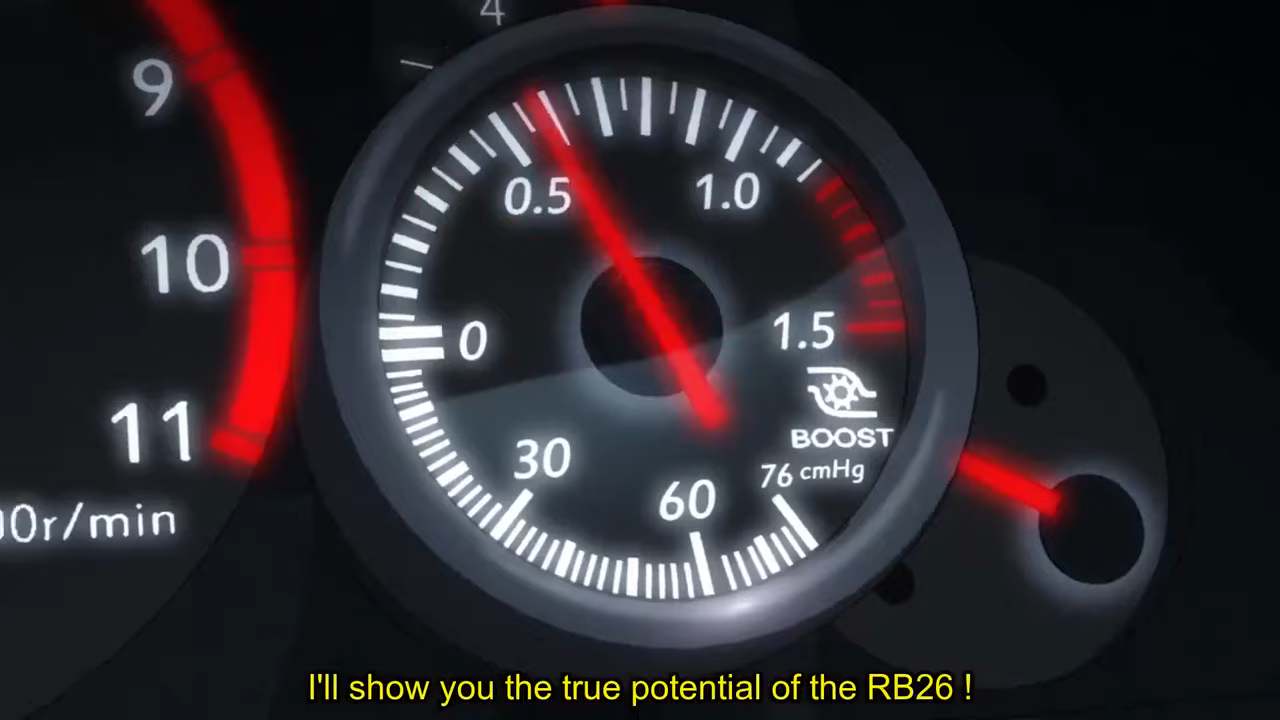 4
9
10
11
00r/min
0.5
1.0
0
1.5
BOOST
30
60
76 cmHg
I'll show you the true potential of the RB26 !